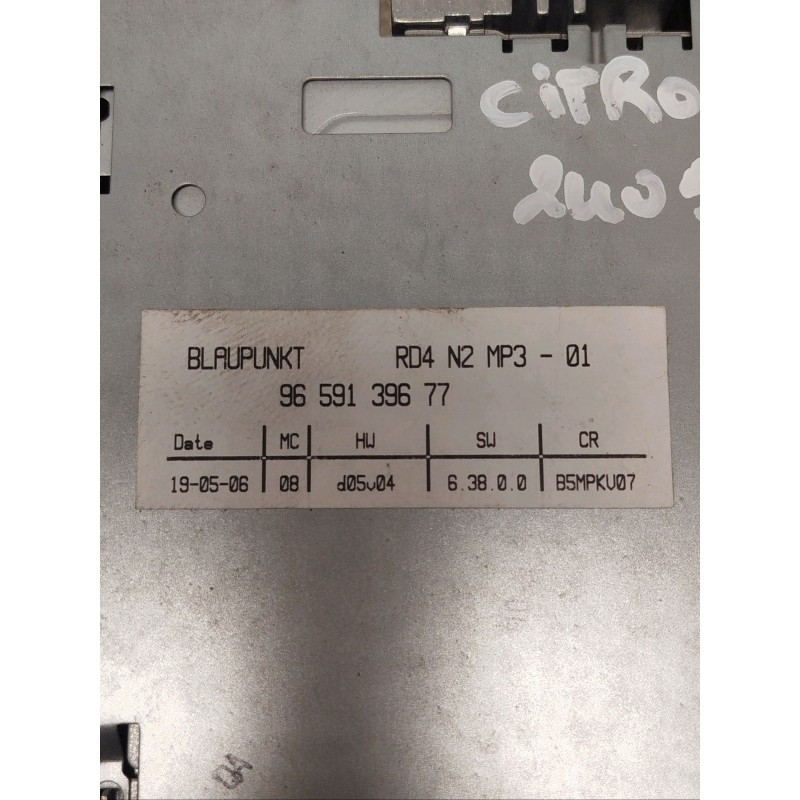 CITRO
BLAUPUNKT RD4 N2 MP3 - 01
96 591 396 77
Date MC HW SW CR
19-05-06 08 d05v04 6.38.0.0 B5MPKV07